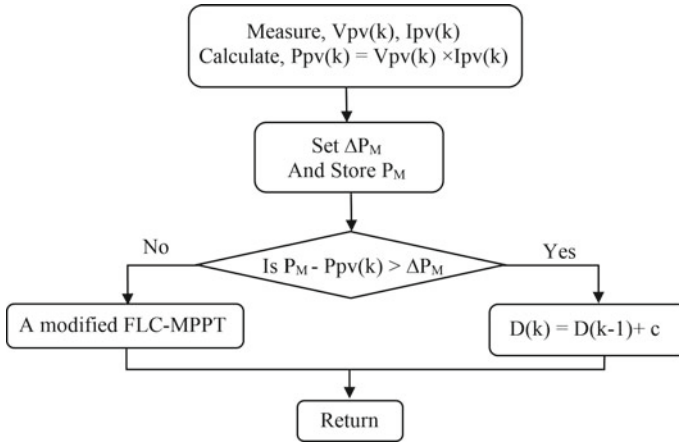 Measure, Vpv(k), Ipv(k)
Calculate, Ppv(k) = Vpv(k) ×Ipv(k)
Set ΔPM
And Store PM
No
Yes
Is PM - Ppv(k) > ΔPM
A modified FLC-MPPT
D(k) = D(k-1)+ c
Return